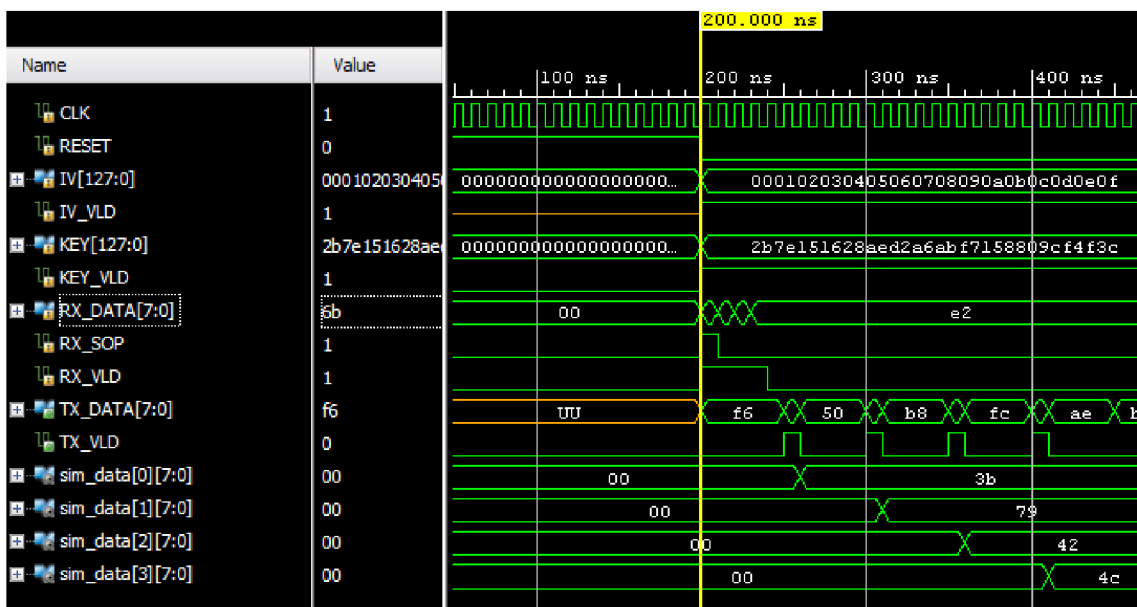 200.000 ns
Name Value
100 ns 200 ns 300 ns 400 ns
CLK 1
RESET 0
IV[127:0] 0001020304050 000000000000000000000... 000102030405060708090a0b0c0d0e0f
IV_VLD 1
KEY[127:0] 2b7e151628aed 000000000000000000000... 2b7e151628aed2a6abf7158809cf4f3c
KEY_VLD 1
RX_DATA[7:0] 6b 00 e2
RX_SOP 1
RX_VLD 1
TX_DATA[7:0] f6 UU f6 50 b8 fc ae
TX_VLD 0
sim_data[0][7:0] 00 00 3b
sim_data[1][7:0] 00 00 79
sim_data[2][7:0] 00 00 42
sim_data[3][7:0] 00 00 4c